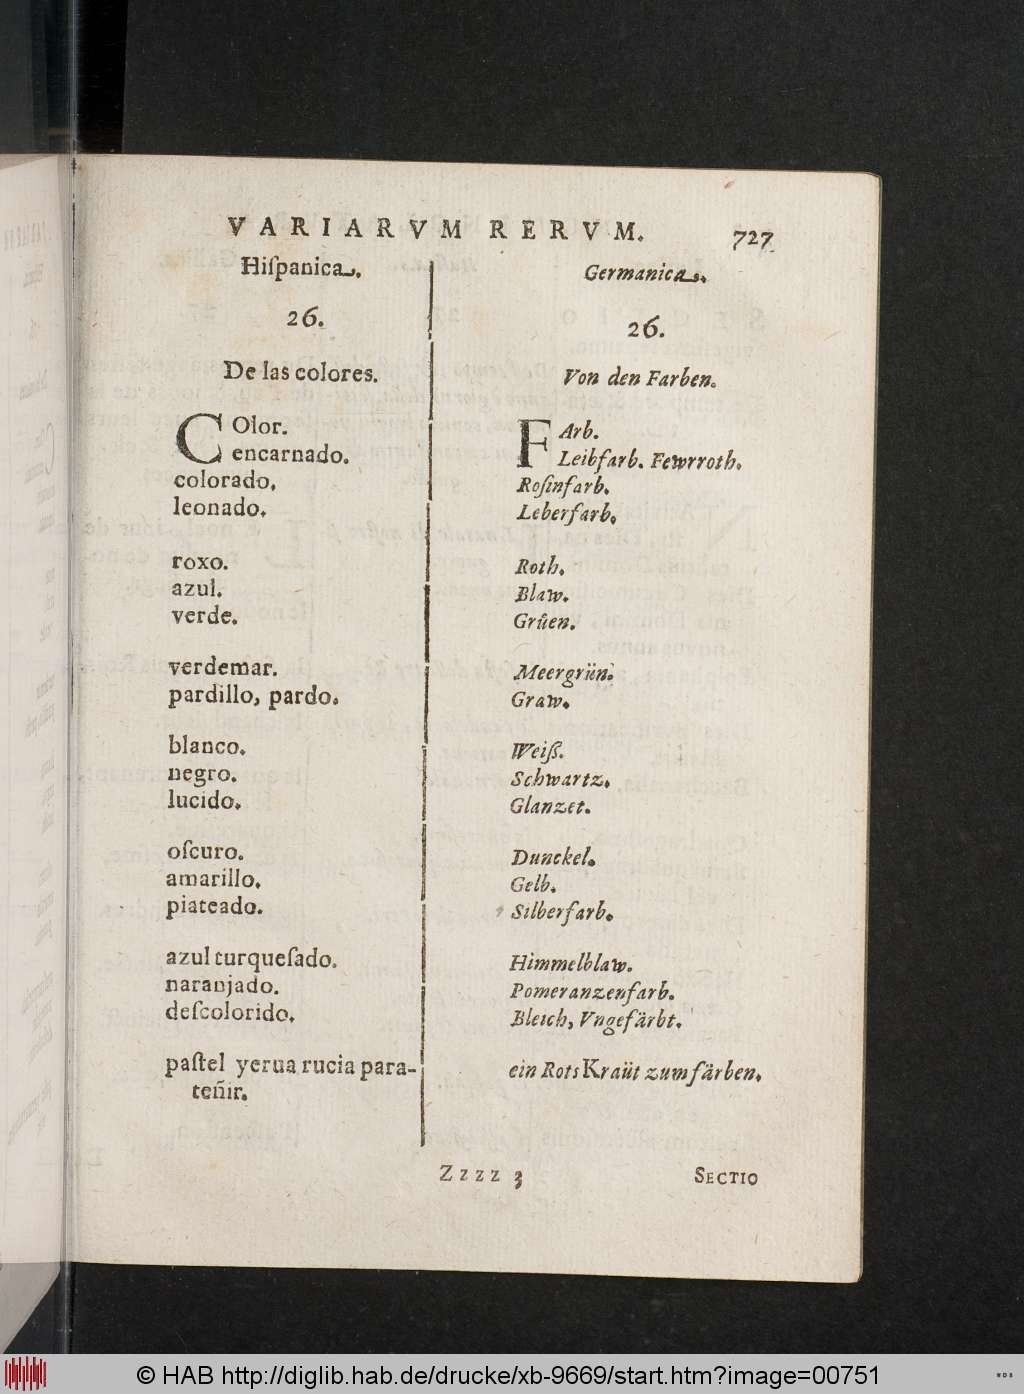 VARIARVM RERVM. 727
Hiſpanica.
26.
De las colores.
COlor.
encarnado.
colorado,
leonado.
roxo.
azul.
verde.
verdemar.
pardillo, pardo.
blanco.
negro.
lucido.
oſcuro.
amarillo.
piateado.
azul turqueſado.
naranjado.
deſcolorido.
paſtel yerua rucia para-
teñir.
Germanica.
26.
Von den Farben.
FArb.
Leibfarb. Fewrroth.
Roſinfarb.
Leberfarb.
Roth.
Blaw.
Grûen.
Meergrün.
Graw.
Weiß.
Schwartz.
Glanzet.
Dunckel.
Gelb.
Silberfarb.
Himmelblaw.
Pomeranzenfarb.
Bleich, Vngefärbt.
ein Rots Kraüt zum färben.
Zzzz 3
SECTIO
© HAB http://diglib.hab.de/drucke/xb-9669/start.htm?image=00751